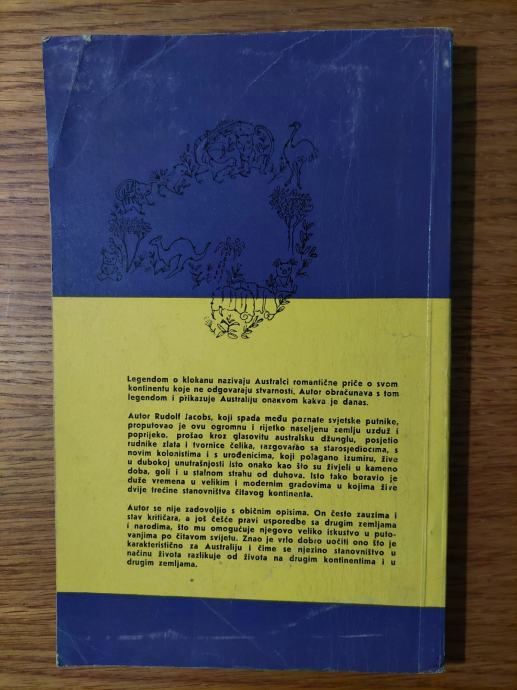 Legendom o klokanu nazivaju Australci romantične priče o svom
kontinentu koje ne odgovaraju stvarnosti. Autor obračunava s tom
legendom i prikazuje Australiju onakvom kakva je danas.
Autor Rudolf Jacobs, koji spada među poznate svjetske putnike,
proputovao je ovu ogromnu i rijetko naseljenu zemlju uzduž i
poprijeko, prošao kroz glasovitu australsku džunglu, posjetio
rudnike zlata i tvornice čelika, razgovarao sa starosjediocima, s
novim kolonistima i s urođenicima, koji polagano izumiru, žive
u dubokoj unutrašnjosti isto onako kao što su živjeli u kameno
doba, goli i u stalnom strahu od duhova. Isto tako boravio je
duže vremena u velikim i modernim gradovima u kojima žive
dvije trećine stanovništva čitavog kontinenta.
Autor se nije zadovoljio s običnim opisima. On često zauzima i
stav kritičara, a još češće pravi usporedbe sa drugim zemljama
i narodima, što mu omogućuje njegovo veliko iskustvo u puto-
vanjima po čitavom svijetu. Znao je vrlo dobro uočiti ono što je
karakteristično za Australiju i čime se njezino stanovništvo u
načinu života razlikuje od života na drugim kontinentima i u
drugim zemljama.